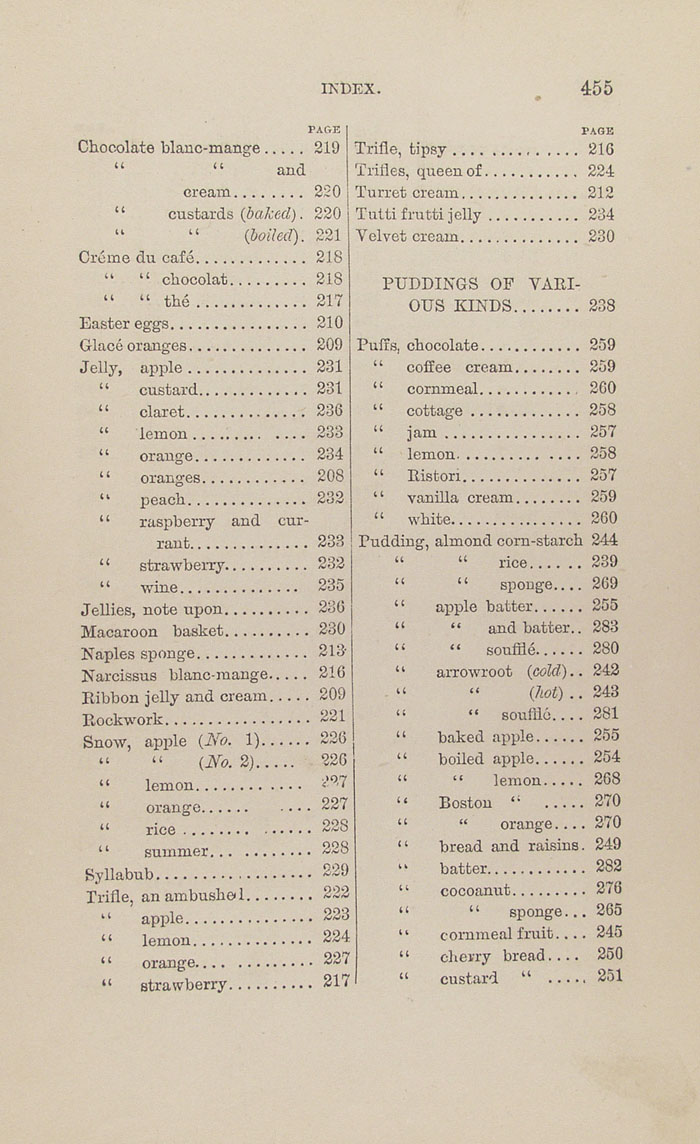 INDEX. 455
PAGE
Chocolate blanc-mange ..... 219
“ “ and
cream......... 220
“ custards (baked). 220
“ “ (boiled). 221
Créme du café............. 218
“ “ chocolat......... 218
“ “ thé ............. 217
Easter eggs................ 210
Glacé oranges.............. 209
Jelly, apple .............. 231
“ custard............. 231
“ claret.............. 236
“ lemon ......... .... 233
“ orange............. 234
“ oranges............ 208
“ peach.............. 232
“ raspberry and cur-
rant.............. 233
“ strawberry.......... 232
“ wine.............. 235
Jellies, note upon.......... 236
Macaroon basket.......... 230
Naples sponge............. 213
Narcissus blanc-mange..... 216
Ribbon jelly and cream..... 209
Rockwork................. 221
Snow, apple (No. 1)...... 226
“ “ (No. 2)..... 226
“ lemon............ 227
“ orange...... .... 227
“ rice ......... ...... 228
“ summer... ......... 228
Syllabub.................. 229
Trifle, an ambushed........ 222
“ apple............... 223
“ lemon............. 224
“ orange.... ......... 227
“ strawberry.......... 217
PAGE
Trifle, tipsy ............... 216
Trifles, queen of........... 224
Turret cream.............. 212
Tutti frutti jelly ........... 234
Velvet cream.............. 230
PUDDINGS OF VARI-
OUS KINDS........ 238
Puffs, chocolate............ 259
“ coffee cream........ 259
“ cornmeal............ 260
“ cottage ............. 258
“ jam ................ 257
“ lemon.......... .... 258
“ Ristori.............. 257
“ vanilla cream........ 259
“ white............... 260
Pudding, almond corn-starch 244
“ “ rice...... 239
“ “ sponge.... 269
“ apple batter...... 255
“ “ and batter.. 283
“ “ soufflé...... 280
“ arrowroot (cold).. 242
“ “ (hot) .. 243
“ “ soufflé.... 281
“ baked apple...... 255
“ boiled apple...... 254
“ “ lemon..... 268
“ Boston “ ..... 270
“ “ orange.... 270
“ bread and raisins. 249
“ batter............ 282
“ cocoanut......... 276
“ “ sponge... 265
“ cornmeal fruit.... 245
“ cherry bread.... 250
“ custard “ ..... 251